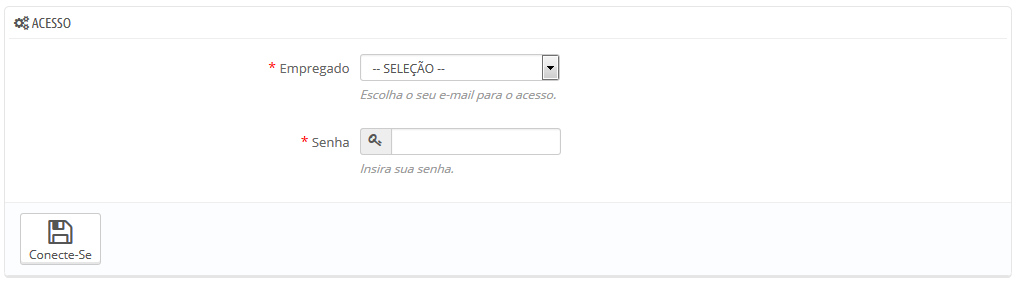 ACESSO
* Empregado
-- SELEÇÃO --
Escolha o seu e-mail para o acesso.
* Senha
Insira sua senha.
Conecte-Se